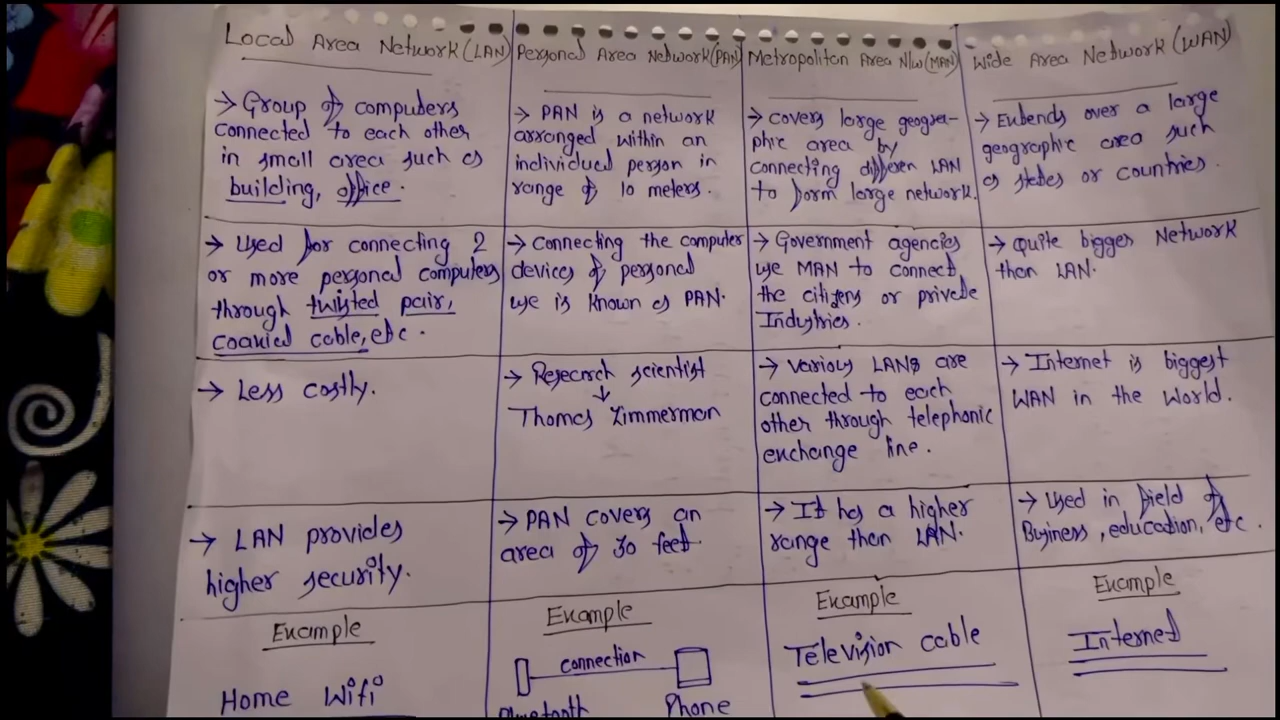 Local Area Network (LAN)
→ Group of computers
connected to each other
in small area such as
building, office.
→ Used for connecting 2
or more personal computers
through twisted pair,
coaxial cable, etc.
→ Less costly.
→ LAN provides
higher security.
Example
Home Wifi
Personal Area Network (PAN)
→ PAN is a network
arranged within an
individual person in
range of 10 meters.
→ Connecting the computer
devices of personal
use is known as PAN.
→ Research scientist
↓
Thomas Zimmerman
→ PAN covers an
area of 30 feet.
Example
connection
Bluetooth Phone
Metropolitan Area N/w (MAN)
→ covers large geogra-
phic area by
connecting differen LAN
to form large network.
→ Government agencies
use MAN to connect
the citizens or private
Industries.
→ Various LANs are
connected to each
other through telephonic
exchange line.
→ It has a higher
range than LAN.
Example
Television cable
Wide Area Network (WAN)
→ Extends over a large
geographic area such
as states or countries.
→ Quite bigger Network
than LAN.
→ Internet is biggest
WAN in the World.
→ Used in field of
Business, education, etc.
Example
Internet